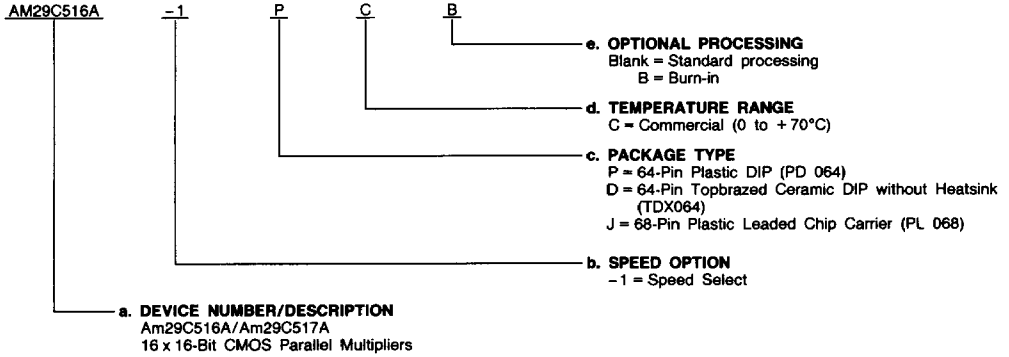 AM29C516A -1 P C B
e. OPTIONAL PROCESSING
Blank = Standard processing
B = Burn-in
d. TEMPERATURE RANGE
C = Commercial (0 to +70°C)
c. PACKAGE TYPE
P = 64-Pin Plastic DIP (PD 064)
D = 64-Pin Topbrazed Ceramic DIP without Heatsink
(TDX064)
J = 68-Pin Plastic Leaded Chip Carrier (PL 068)
b. SPEED OPTION
-1 = Speed Select
a. DEVICE NUMBER/DESCRIPTION
Am29C516A/Am29C517A
16 x 16-Bit CMOS Parallel Multipliers